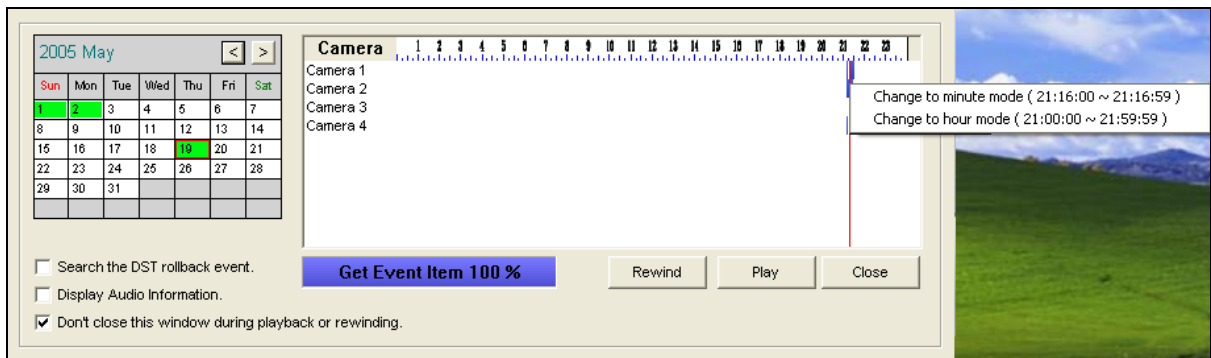 2005 May < >
Sun Mon Tue Wed Thu Fri Sat
1 2 3 4 5 6 7
8 9 10 11 12 13 14
15 16 17 18 19 20 21
22 23 24 25 26 27 28
29 30 31
Search the DST rollback event.
Display Audio Information.
Don't close this window during playback or rewinding.
Camera 1 2 3 4 5 6 7 8 9 10 11 12 13 14 15 16 17 18 19 20 21 22 23
Camera 1
Camera 2
Camera 3
Camera 4
Change to minute mode ( 21:16:00 ~ 21:16:59 )
Change to hour mode ( 21:00:00 ~ 21:59:59 )
Get Event Item 100 %
Rewind Play Close